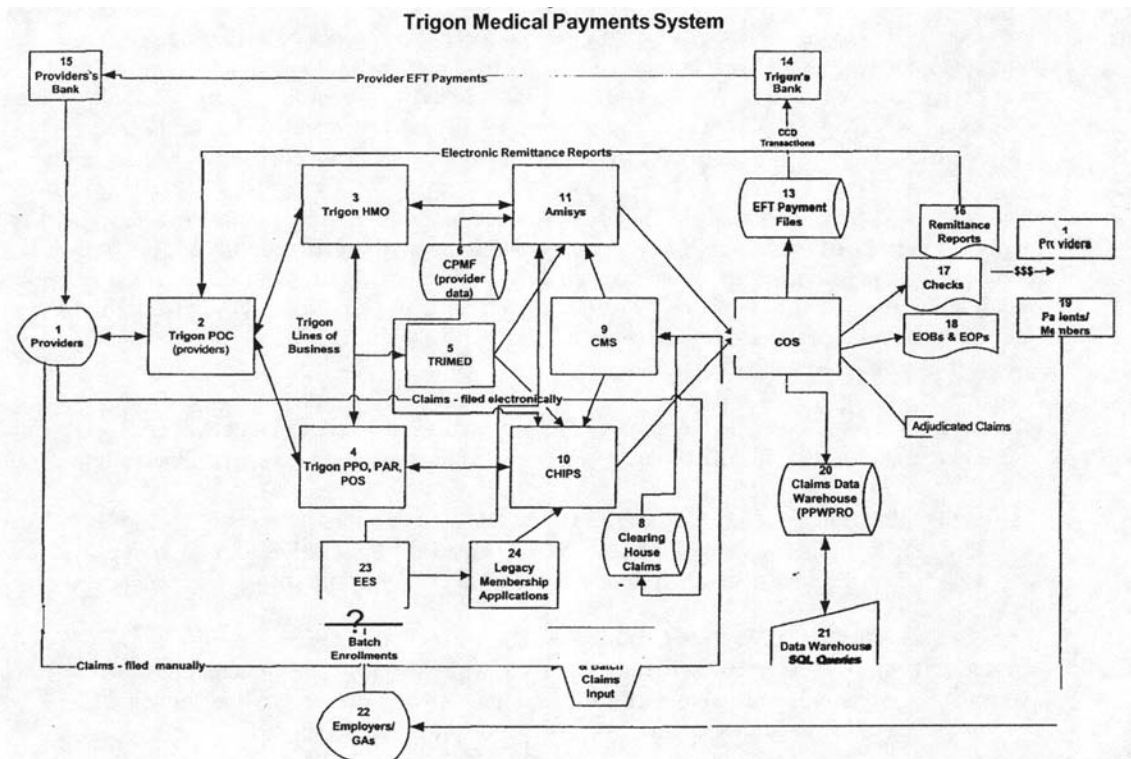 Trigon Medical Payments System
15
Providers's
Bank
Provider EFT Payments
14
Trigon's
Bank
CCD
Transactions
Electronic Remittance Reports
3
Trigon HMO
11
Amisys
13
EFT Payment
Files
16
Remittance
Reports
1
Providers
6
CPMF
(provider
data)
17
Checks
$$$
1
Providers
2
Trigon POC
(providers)
Trigon
Lines of
Business
5
TRIMED
9
CMS
COS
18
EOBs & EOPs
19
Patients/
Members
Claims - filed electronically
Adjudicated Claims
4
Trigon PPO, PAR,
POS
10
CHIPS
20
Claims Data
Warehouse
(PPWPRO
8
Clearing
House
Claims
23
EES
24
Legacy
Membership
Applications
?
Batch
Enrollments
21
Data Warehouse
SQL Queries
Claims - filed manually
& Batch
Claims
Input
22
Employers/
GAs